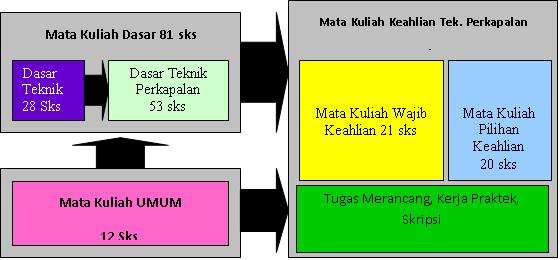 Mata Kuliah Dasar 81 sks
Dasar
Teknik
28 Sks
Dasar Teknik
Perkapalan
53 sks
Mata Kuliah UMUM
12 Sks
Mata Kuliah Keahlian Tek. Perkapalan
Mata Kuliah Wajib
Keahlian 21 sks
Mata Kuliah
Pilihan
Keahlian
20 sks
Tugas Merancang, Kerja Praktek,
Skripsi